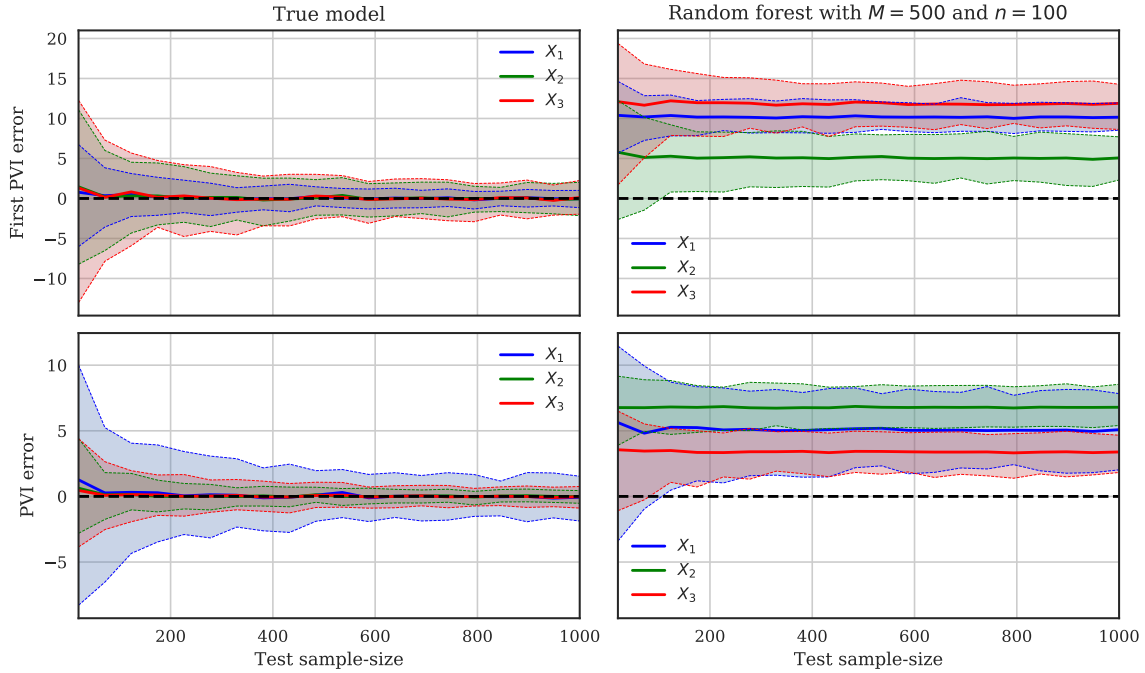 True model
Random forest with M = 500 and n = 100
First PVI error
20
15
10
5
0
−5
−10
X1
X2
X3
X1
X2
X3
PVI error
10
5
0
−5
X1
X2
X3
X1
X2
X3
200 400 600 800 1000
200 400 600 800 1000
Test sample-size
Test sample-size